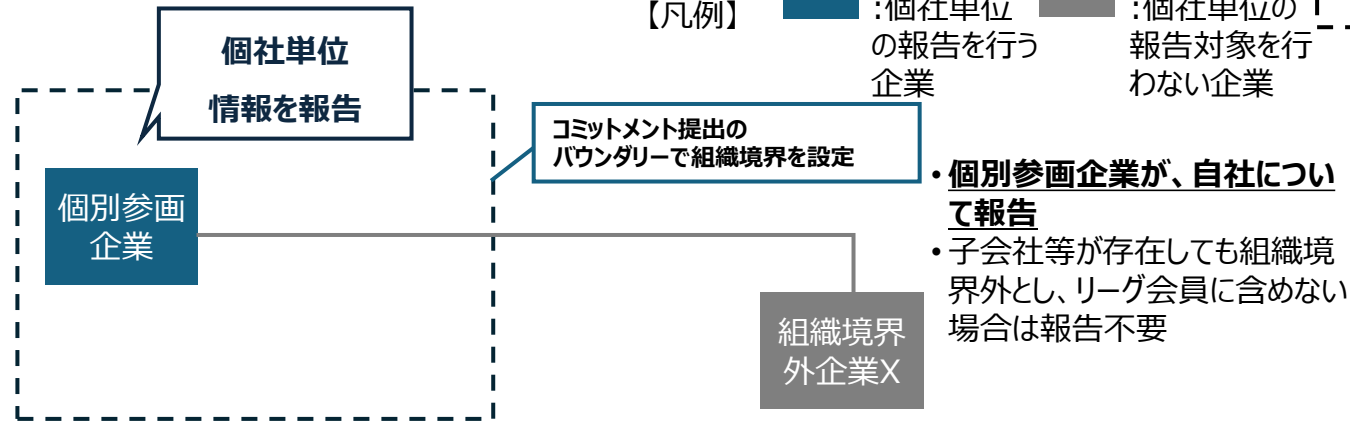 【凡例】
:個社単位
の報告を行う
企業
:個社単位の
報告対象を行
わない企業
個社単位
情報を報告
コミットメント提出の
バウンダリーで組織境界を設定
個別参画
企業
組織境界
外企業X
・個別参画企業が、自社につい
て報告
・子会社等が存在しても組織境
界外とし、リーグ会員に含めない
場合は報告不要